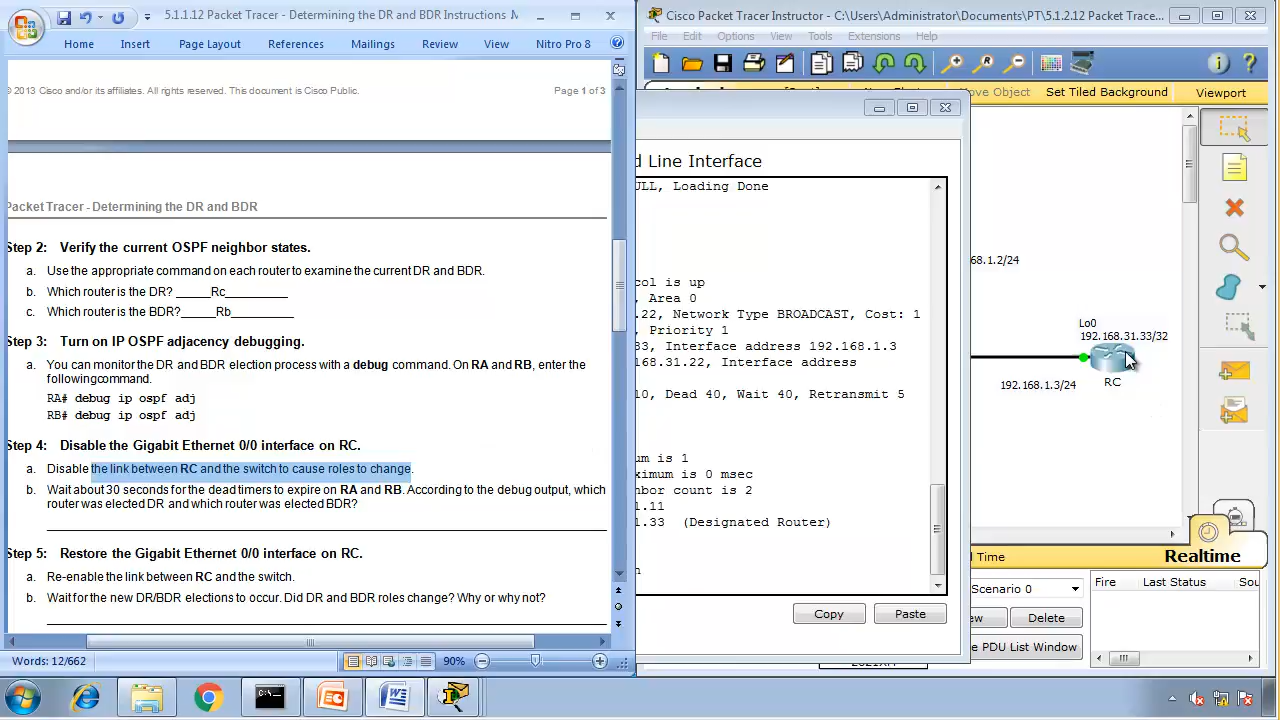 5.1.1.12 Packet Tracer - Determining the DR and BDR Instructions
Home Insert Page Layout References Mailings Review View Nitro Pro 8
© 2013 Cisco and/or its affiliates. All rights reserved. This document is Cisco Public. Page 1 of 3
Packet Tracer - Determining the DR and BDR
Step 2: Verify the current OSPF neighbor states.
a. Use the appropriate command on each router to examine the current DR and BDR.
b. Which router is the DR? _____Rc_________
c. Which router is the BDR?_____Rb_________
Step 3: Turn on IP OSPF adjacency debugging.
a. You can monitor the DR and BDR election process with a debug command. On RA and RB, enter the
followingcommand.
RA# debug ip ospf adj
RB# debug ip ospf adj
Step 4: Disable the Gigabit Ethernet 0/0 interface on RC.
a. Disable the link between RC and the switch to cause roles to change.
b. Wait about 30 seconds for the dead timers to expire on RA and RB. According to the debug output, which
router was elected DR and which router was elected BDR?
Step 5: Restore the Gigabit Ethernet 0/0 interface on RC.
a. Re-enable the link between RC and the switch.
b. Wait for the new DR/BDR elections to occur. Did DR and BDR roles change? Why or why not?
Words: 12/662 90%
Cisco Packet Tracer Instructor - C:\Users\Administrator\Documents\PT\5.1.2.12 Packet Trace...
File Edit Options View Tools Extensions Help
Move Object Set Tiled Background Viewport
d Line Interface
ULL, Loading Done
col is up
, Area 0
.22, Network Type BROADCAST, Cost: 1
, Priority 1
33, Interface address 192.168.1.3
168.31.22, Interface address
10, Dead 40, Wait 40, Retransmit 5
um is 1
ximum is 0 msec
hbor count is 2
1.11
1.33 (Designated Router)
n
Copy Paste
68.1.2/24
Lo0
192.168.31.33/32
192.168.1.3/24
RC
d Time Realtime
Scenario 0
Fire Last Status Sou
ew Delete
e PDU List Window